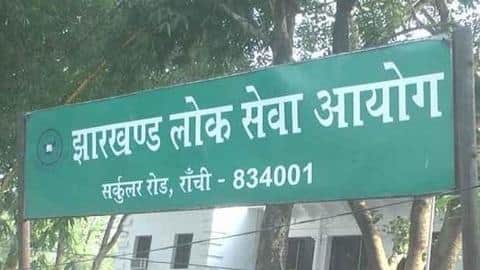 झारखण्ड लोक सेवा आयोग
सर्कुलर रोड, राँची - 834001